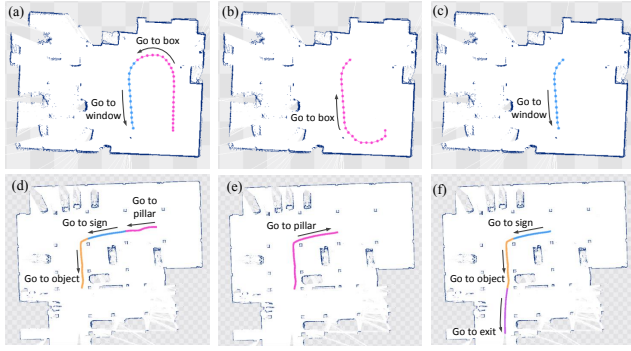 (a)
Go to box
Go to
window
(b)
Go to box
(c)
Go to
window
(d)
Go to
pillar
Go to sign
Go to object
(e)
Go to pillar
(f)
Go to sign
Go to object
Go to exit